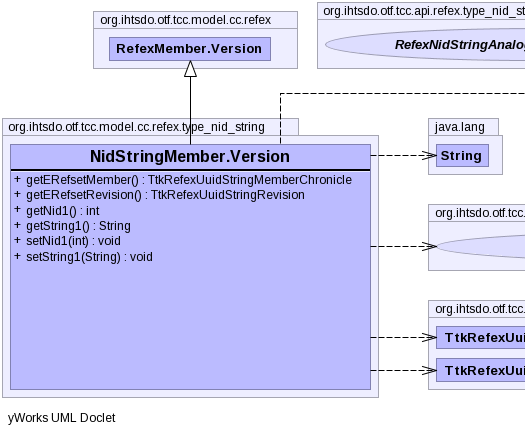 org.ihtsdo.otf.tcc.model.cc.refex
RefexMember.Version
org.ihtsdo.otf.tcc.api.refex.type_nid_st
RefexNidStringAnalog
org.ihtsdo.otf.tcc.model.cc.refex.type_nid_string
NidStringMember.Version
+ getERefsetMember() : TtkRefexUuidStringMemberChronicle
+ getERefsetRevision() : TtkRefexUuidStringRevision
+ getNid1() : int
+ getString1() : String
+ setNid1(int) : void
+ setString1(String) : void
java.lang
String
org.ihtsdo.otf.tcc.
org.ihtsdo.otf.tcc.
TtkRefexUui
TtkRefexUui
yWorks UML Doclet